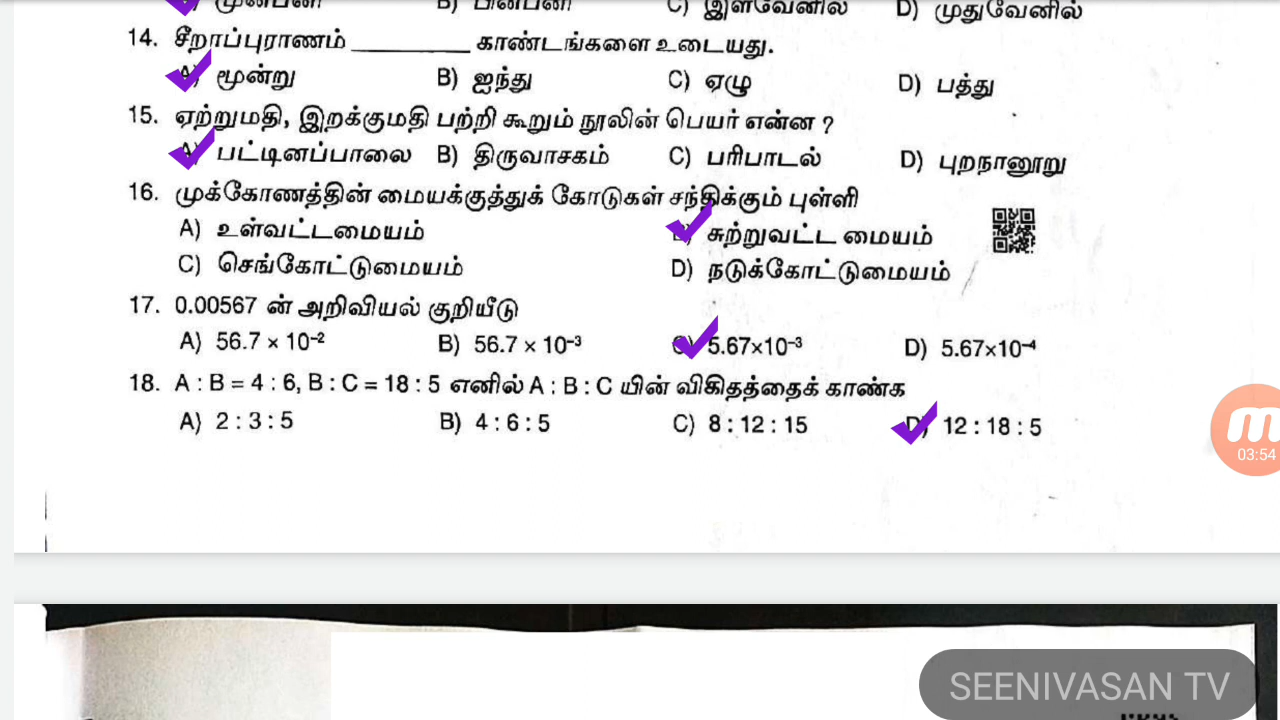 முன்பனி B) பின்பனி C) இளவேனில் D) முதுவேனில்
14. சீறாப்புராணம் ________ காண்டங்களை உடையது.
A) மூன்று B) ஐந்து C) ஏழு D) பத்து
15. ஏற்றுமதி, இறக்குமதி பற்றி கூறும் நூலின் பெயர் என்ன ?
A) பட்டினப்பாலை B) திருவாசகம் C) பரிபாடல் D) புறநானூறு
16. முக்கோணத்தின் மையக்குத்துக் கோடுகள் சந்திக்கும் புள்ளி
A) உள்வட்டமையம் B) சுற்றுவட்ட மையம்
C) செங்கோட்டுமையம் D) நடுக்கோட்டுமையம்
17. 0.00567 ன் அறிவியல் குறியீடு
A) 56.7 × 10⁻² B) 56.7 × 10⁻³ C) 5.67×10⁻³ D) 5.67×10⁻⁴
18. A : B = 4 : 6, B : C = 18 : 5 எனில் A : B : C யின் விகிதத்தைக் காண்க
A) 2 : 3 : 5 B) 4 : 6 : 5 C) 8 : 12 : 15 D) 12 : 18 : 5
03:54
SEENIVASAN TV